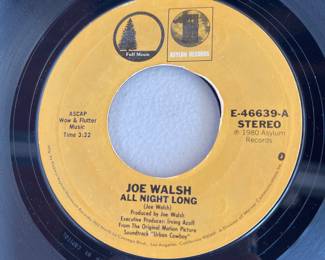 Full Moon
ASYLUM RECORDS
ASCAP
Wow & Flutter
Music
Time 3:32
E-46639-A
STEREO
℗ 1980 Asylum
Records
JOE WALSH
ALL NIGHT LONG
(Joe Walsh)
Produced by Joe Walsh
Executive Producer: Irving Azoff
From The Original Motion Picture
Soundtrack "Urban Cowboy"